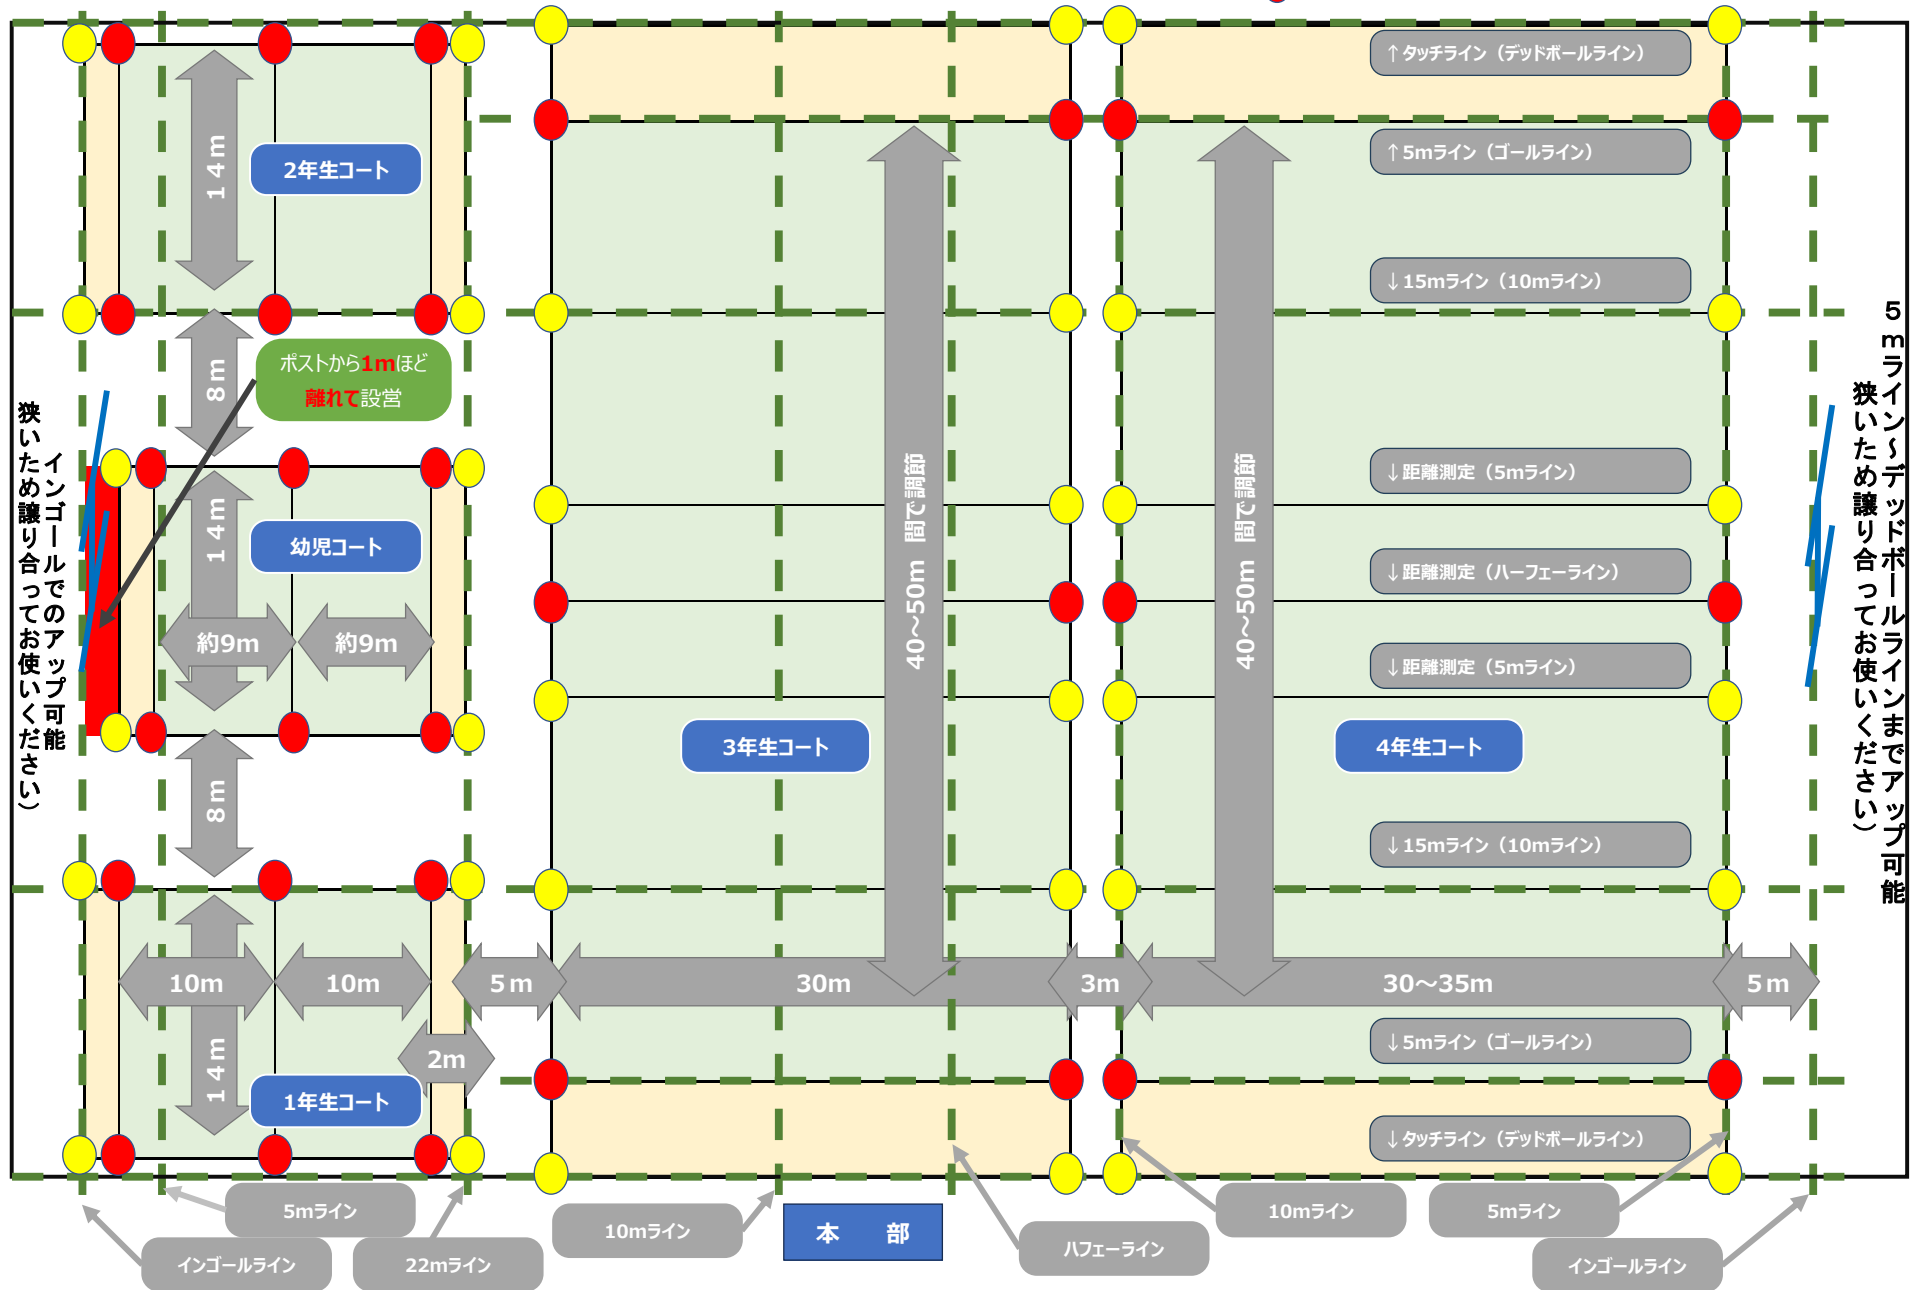 ↑タッチライン（デッドボールライン）
↑5mライン（ゴールライン）
14m
2年生コート
↓15mライン（10mライン）
8m
ポストから1mほど
離れて設営
5mライン～デッドボールラインまでアップ可能
狭いため譲り合ってお使いください）
インゴールでのアップ可能
狭いため譲り合ってお使いください）
14m
幼児コート
約9m
約9m
40～50m 間で調節
40～50m 間で調節
↓距離測定（5mライン）
↓距離測定（ハーフェーライン）
↓距離測定（5mライン）
3年生コート
4年生コート
8m
↓15mライン（10mライン）
10m
10m
5m
30m
3m
30～35m
5m
14m
2m
1年生コート
↓5mライン（ゴールライン）
↓タッチライン（デッドボールライン）
5mライン
インゴールライン
22mライン
10mライン
本 部
ハフェーライン
10mライン
5mライン
インゴールライン